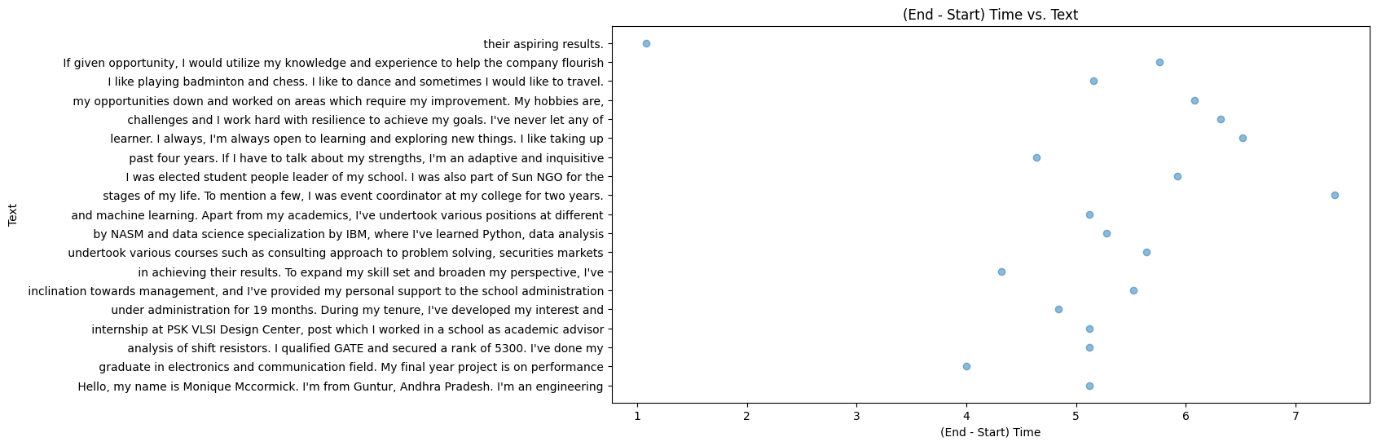 (End - Start) Time vs. Text
their aspiring results.
If given opportunity, I would utilize my knowledge and experience to help the company flourish
I like playing badminton and chess. I like to dance and sometimes I would like to travel.
my opportunities down and worked on areas which require my improvement. My hobbies are,
challenges and I work hard with resilience to achieve my goals. I've never let any of
learner. I always, I'm always open to learning and exploring new things. I like taking up
past four years. If I have to talk about my strengths, I'm an adaptive and inquisitive
I was elected student people leader of my school. I was also part of Sun NGO for the
stages of my life. To mention a few, I was event coordinator at my college for two years.
and machine learning. Apart from my academics, I've undertook various positions at different
by NASM and data science specialization by IBM, where I've learned Python, data analysis
undertook various courses such as consulting approach to problem solving, securities markets
in achieving their results. To expand my skill set and broaden my perspective, I've
inclination towards management, and I've provided my personal support to the school administration
under administration for 19 months. During my tenure, I've developed my interest and
internship at PSK VLSI Design Center, post which I worked in a school as academic advisor
analysis of shift resistors. I qualified GATE and secured a rank of 5300. I've done my
graduate in electronics and communication field. My final year project is on performance
Hello, my name is Monique Mccormick. I'm from Guntur, Andhra Pradesh. I'm an engineering
Text
1 2 3 4 5 6 7
(End - Start) Time